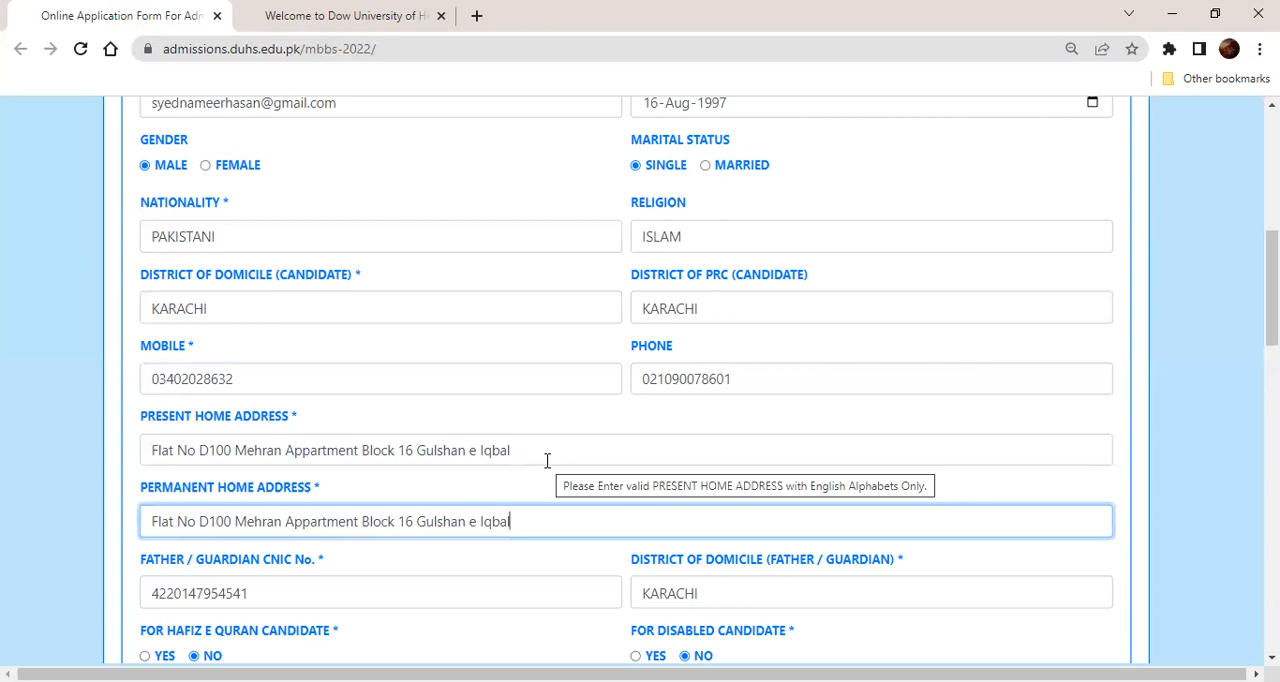 Online Application Form For Adm
Welcome to Dow University of H
admissions.duhs.edu.pk/mbbs-2022/
Other bookmarks
syednameerhasan@gmail.com
16-Aug-1997
GENDER
MARITAL STATUS
MALE FEMALE
SINGLE MARRIED
NATIONALITY *
RELIGION
PAKISTANI
ISLAM
DISTRICT OF DOMICILE (CANDIDATE) *
DISTRICT OF PRC (CANDIDATE)
KARACHI
KARACHI
MOBILE *
PHONE
03402028632
021090078601
PRESENT HOME ADDRESS *
Flat No D100 Mehran Appartment Block 16 Gulshan e Iqbal
Please Enter valid PRESENT HOME ADDRESS with English Alphabets Only.
PERMANENT HOME ADDRESS *
Flat No D100 Mehran Appartment Block 16 Gulshan e Iqbal
FATHER / GUARDIAN CNIC No. *
DISTRICT OF DOMICILE (FATHER / GUARDIAN) *
4220147954541
KARACHI
FOR HAFIZ E QURAN CANDIDATE *
FOR DISABLED CANDIDATE *
YES NO
YES NO